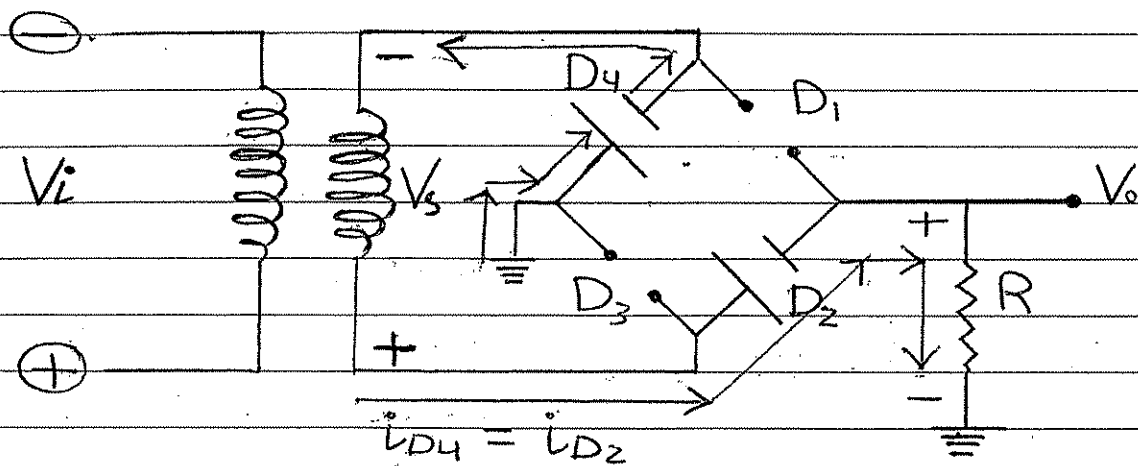 −
− D₄ D₁
Vi Vs Vo
+
D₃ D₂ R
+
+ −
iD4 = iD2